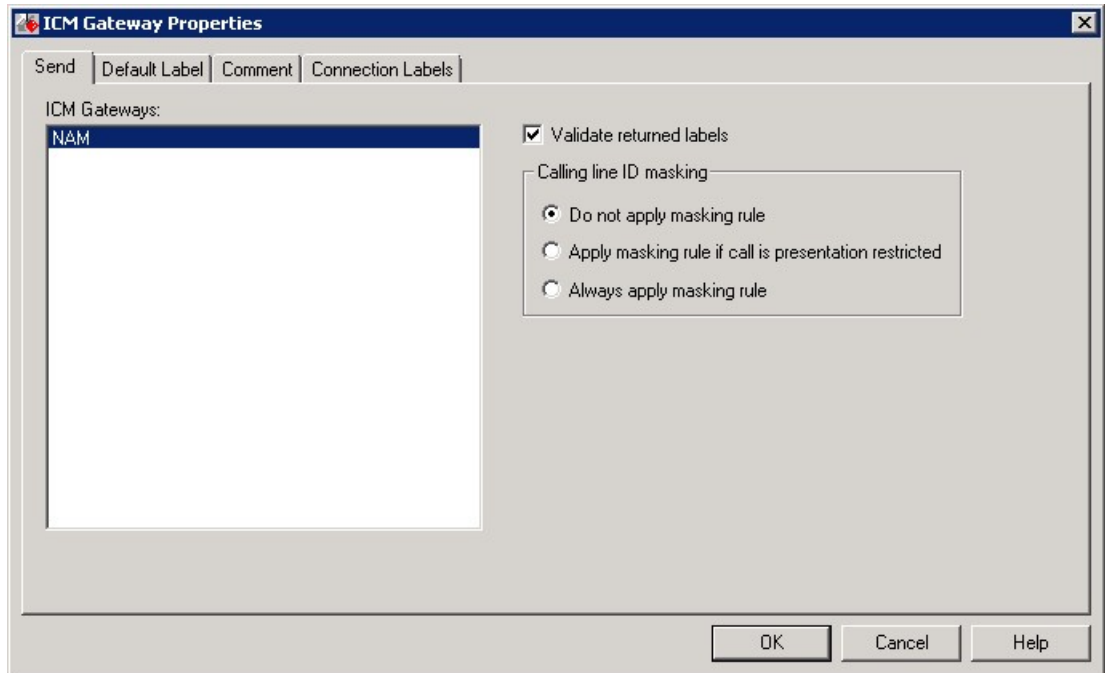 ICM Gateway Properties
Send Default Label Comment Connection Labels
ICM Gateways:
NAM
Validate returned labels
Calling line ID masking
Do not apply masking rule
Apply masking rule if call is presentation restricted
Always apply masking rule
OK Cancel Help